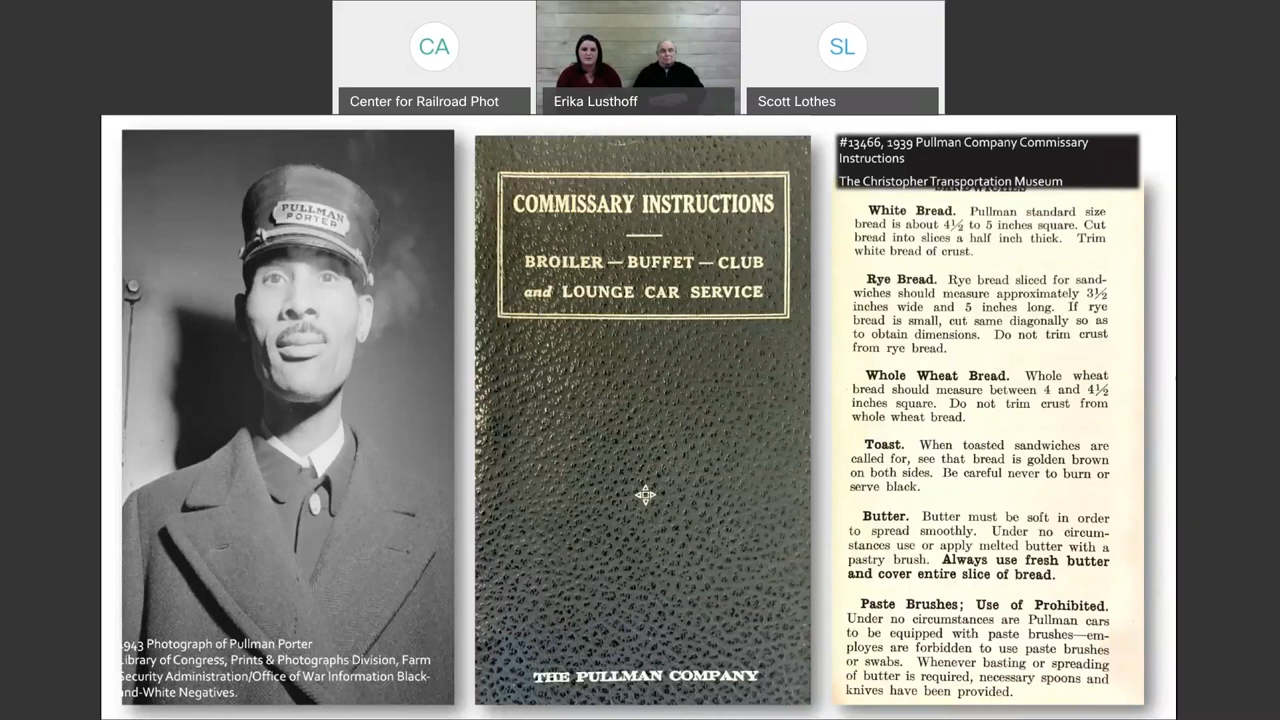 CA
Center for Railroad Phot
Erika Lusthoff
SL
Scott Lothes
PULLMAN
PORTER
943 Photograph of Pullman Porter
ibrary of Congress, Prints & Photographs Division, Farm
Security Administration/Office of War Information Black-
and-White Negatives.
COMMISSARY INSTRUCTIONS
BROILER — BUFFET — CLUB
and LOUNGE CAR SERVICE
THE PULLMAN COMPANY
#13466, 1939 Pullman Company Commissary
Instructions
The Christopher Transportation Museum
White Bread. Pullman standard size
bread is about 4½ to 5 inches square. Cut
bread into slices a half inch thick. Trim
white bread of crust.
Rye Bread. Rye bread sliced for sand-
wiches should measure approximately 3½
inches wide and 5 inches long. If rye
bread is small, cut same diagonally so as
to obtain dimensions. Do not trim crust
from rye bread.
Whole Wheat Bread. Whole wheat
bread should measure between 4 and 4½
inches square. Do not trim crust from
whole wheat bread.
Toast. When toasted sandwiches are
called for, see that bread is golden brown
on both sides. Be careful never to burn or
serve black.
Butter. Butter must be soft in order
to spread smoothly. Under no circum-
stances use or apply melted butter with a
pastry brush. Always use fresh butter
and cover entire slice of bread.
Paste Brushes; Use of Prohibited.
Under no circumstances are Pullman cars
to be equipped with paste brushes—em-
ployes are forbidden to use paste brushes
or swabs. Whenever basting or spreading
of butter is required, necessary spoons and
knives have been provided.